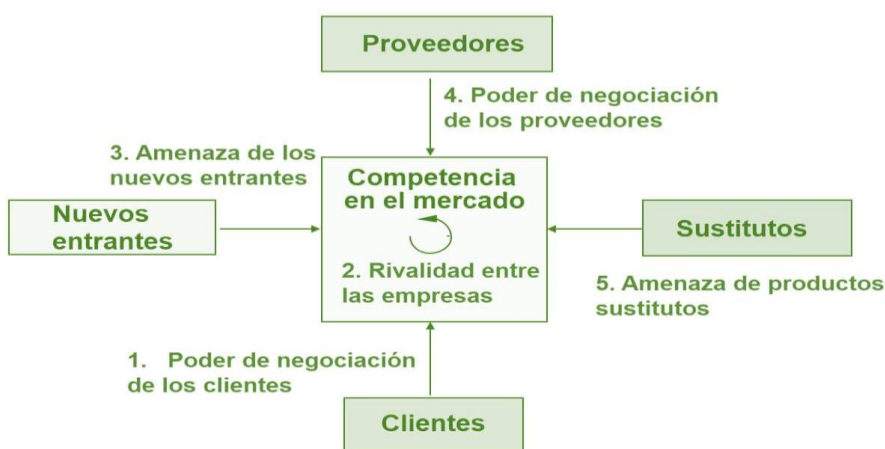 Proveedores
4. Poder de negociación
de los proveedores
3. Amenaza de los
nuevos entrantes
Competencia
en el mercado
Nuevos
entrantes
Sustitutos
2. Rivalidad entre
las empresas
5. Amenaza de productos
sustitutos
1. Poder de negociación
de los clientes
Clientes